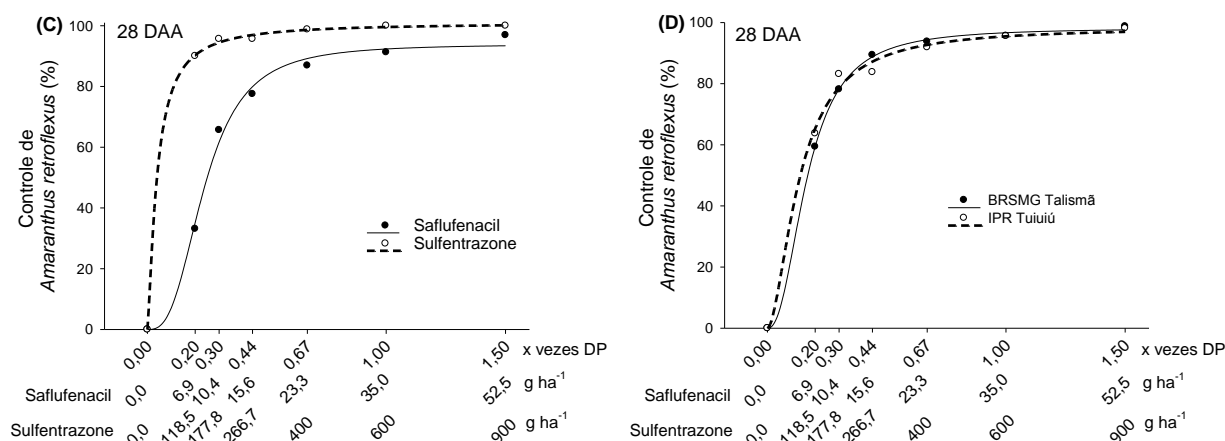 (C)
28 DAA
Controle de
Amaranthus retroflexus (%)
100
80
60
40
20
0
Saflufenacil
Sulfentrazone
0,00 0,20 0,30 0,44 0,67 1,00 1,50 x vezes DP
Saflufenacil 0,0 6,9 10,4 15,6 23,3 35,0 52,5 g ha-1
Sulfentrazone 0,0 118,5 177,8 266,7 400 600 900 g ha-1
(D)
28 DAA
Controle de
Amaranthus retroflexus (%)
100
80
60
40
20
0
BRSMG Talismã
IPR Tuiuiú
0,00 0,20 0,30 0,44 0,67 1,00 1,50 x vezes DP
Saflufenacil 0,0 6,9 10,4 15,6 23,3 35,0 52,5 g ha-1
Sulfentrazone 0,0 118,5 177,8 266,7 400 600 900 g ha-1